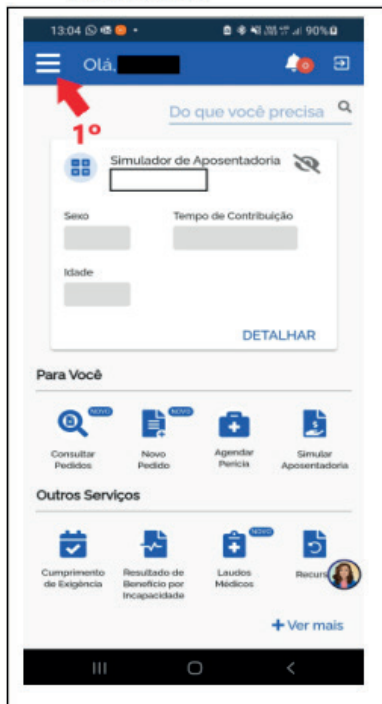 13:04
90%
Olá,
1º
Do que você precisa
Simulador de Aposentadoria
Sexo
Tempo de Contribuição
Idade
DETALHAR
Para Você
NOVO
NOVO
Consultar Pedidos
Novo Pedido
Agendar Perícia
Simular Aposentadoria
Outros Serviços
NOVO
Cumprimento de Exigência
Resultado de Benefício por Incapacidade
Laudos Médicos
+ Ver mais